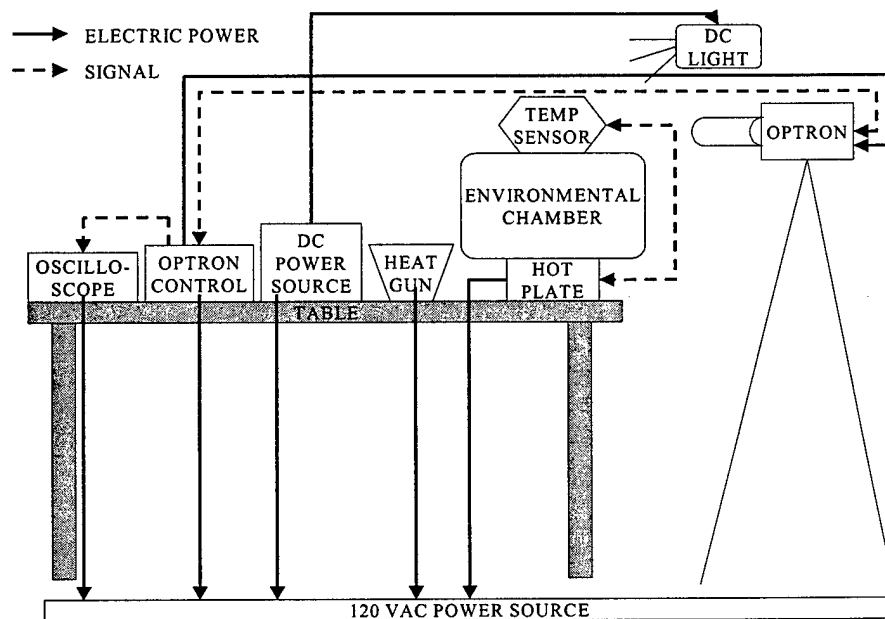 ELECTRIC POWER
SIGNAL
DC
LIGHT
TEMP
SENSOR
OPTRON
ENVIRONMENTAL
CHAMBER
OSCILLO-
SCOPE
OPTRON
CONTROL
DC
POWER
SOURCE
HEAT
GUN
HOT
PLATE
TABLE
120 VAC POWER SOURCE